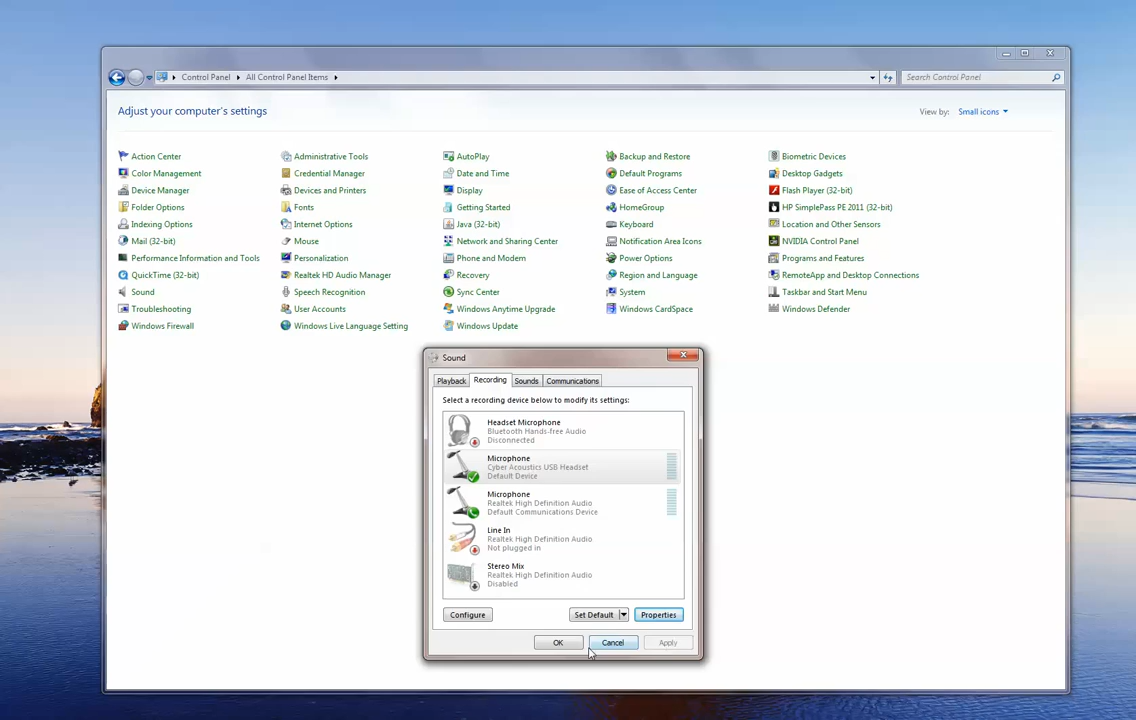 Control Panel All Control Panel Items
Search Control Panel
Adjust your computer's settings
View by: Small icons
Action Center Administrative Tools AutoPlay Backup and Restore Biometric Devices
Color Management Credential Manager Date and Time Default Programs Desktop Gadgets
Device Manager Devices and Printers Display Ease of Access Center Flash Player (32-bit)
Folder Options Fonts Getting Started HomeGroup HP SimplePass PE 2011 (32-bit)
Indexing Options Internet Options Java (32-bit) Keyboard Location and Other Sensors
Mail (32-bit) Mouse Network and Sharing Center Notification Area Icons NVIDIA Control Panel
Performance Information and Tools Personalization Phone and Modem Power Options Programs and Features
QuickTime (32-bit) Realtek HD Audio Manager Recovery Region and Language RemoteApp and Desktop Connections
Sound Speech Recognition Sync Center System Taskbar and Start Menu
Troubleshooting User Accounts Windows Anytime Upgrade Windows CardSpace Windows Defender
Windows Firewall Windows Live Language Setting Windows Update
Sound
Playback Recording Sounds Communications
Select a recording device below to modify its settings:
Headset Microphone
Bluetooth Hands-free Audio
Disconnected
Microphone
Cyber Acoustics USB Headset
Default Device
Microphone
Realtek High Definition Audio
Default Communications Device
Line In
Realtek High Definition Audio
Not plugged in
Stereo Mix
Realtek High Definition Audio
Disabled
Configure Set Default Properties
OK Cancel Apply